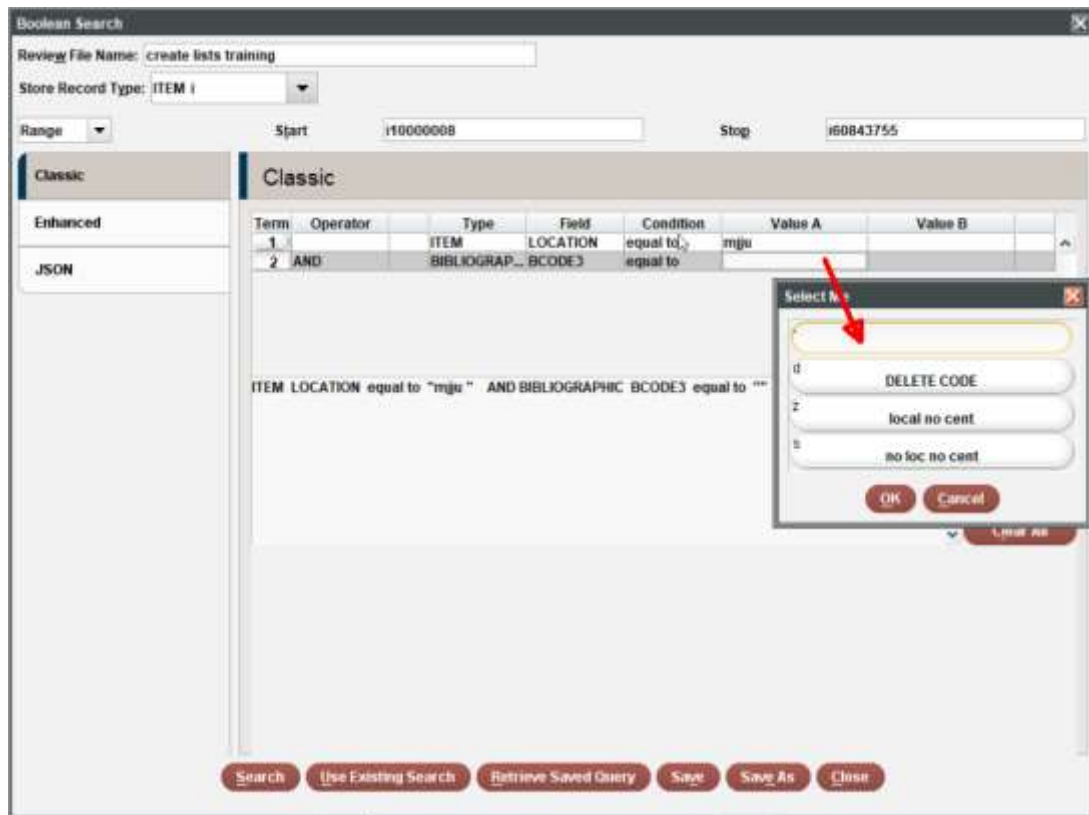 Boolean Search
Review File Name: create lists training
Store Record Type: ITEM i
Range Start i10000008 Stop i60843755
Classic
Enhanced
JSON
Classic
Term Operator Type Field Condition Value A Value B
1 ITEM LOCATION equal to mjju
2 AND BIBLIOGRAP... BCODE3 equal to
ITEM LOCATION equal to "mjju " AND BIBLIOGRAPHIC BCODE3 equal to ""
Select
d DELETE CODE
z local no cent
s no loc no cent
OK Cancel
Clear All
Search Use Existing Search Retrieve Saved Query Save Save As Close